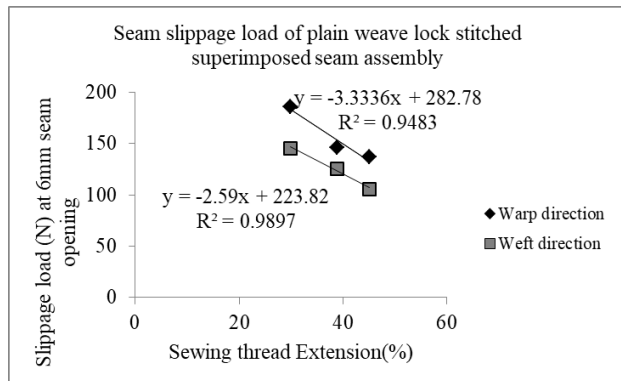 Seam slippage load of plain weave lock stitched
superimposed seam assembly
Slippage load (N) at 6mm seam
opening
200
150
100
50
0
y = -3.3336x + 282.78
R² = 0.9483
y = -2.59x + 223.82
R² = 0.9897
Warp direction
Weft direction
0 20 40 60
Sewing thread Extension(%)